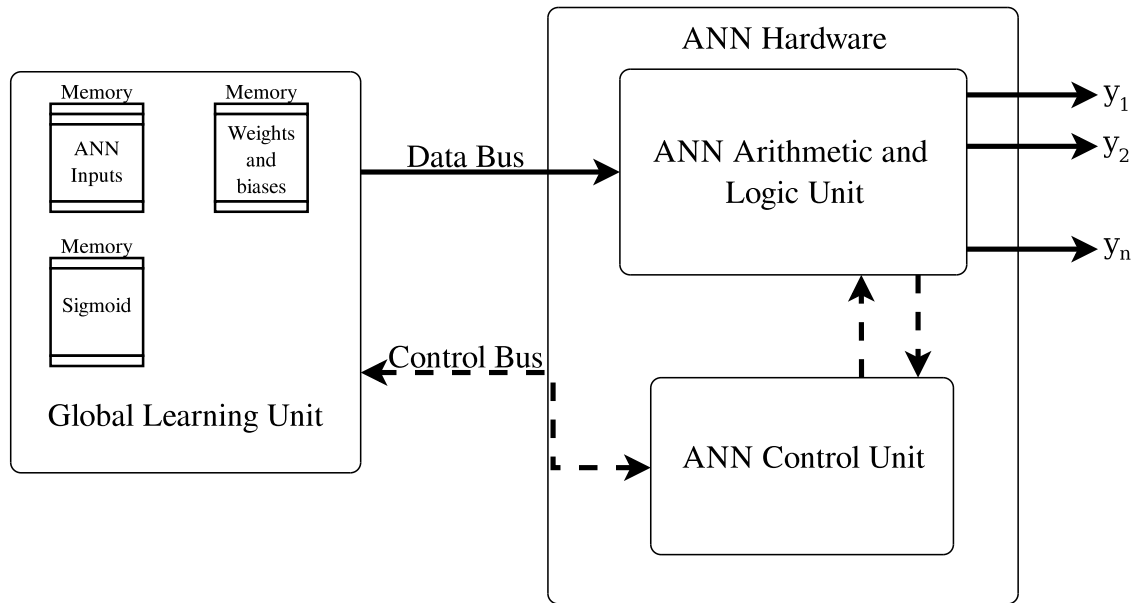 ANN Hardware
Memory
Memory
ANN
Inputs
Weights
and
biases
Memory
Sigmoid
Global Learning Unit
Data Bus
Control Bus
ANN Arithmetic and
Logic Unit
ANN Control Unit
y1
y2
yn